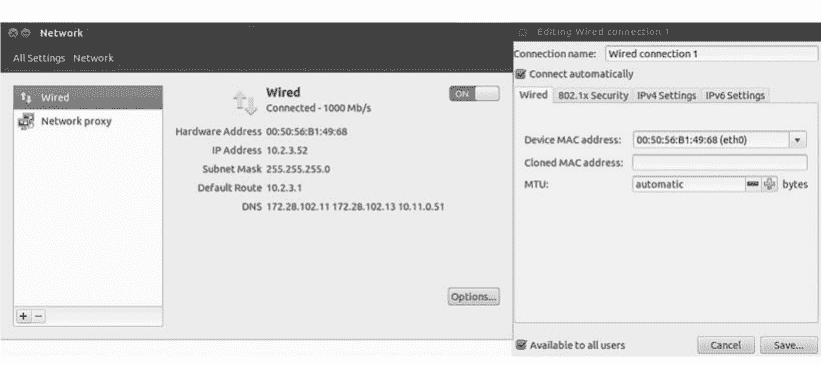 Network
All Settings Network
Wired
Network proxy
Wired
Connected - 1000 Mb/s
ON
Hardware Address 00:50:56:B1:49:68
IP Address 10.2.3.52
Subnet Mask 255.255.255.0
Default Route 10.2.3.1
DNS 172.28.102.11 172.28.102.13 10.11.0.51
Options...
Editing Wired connection 1
Connection name: Wired connection 1
Connect automatically
Wired 802.1x Security IPv4 Settings IPv6 Settings
Device MAC address: 00:50:56:B1:49:68 (eth0)
Cloned MAC address:
MTU: automatic bytes
Available to all users
Cancel Save...